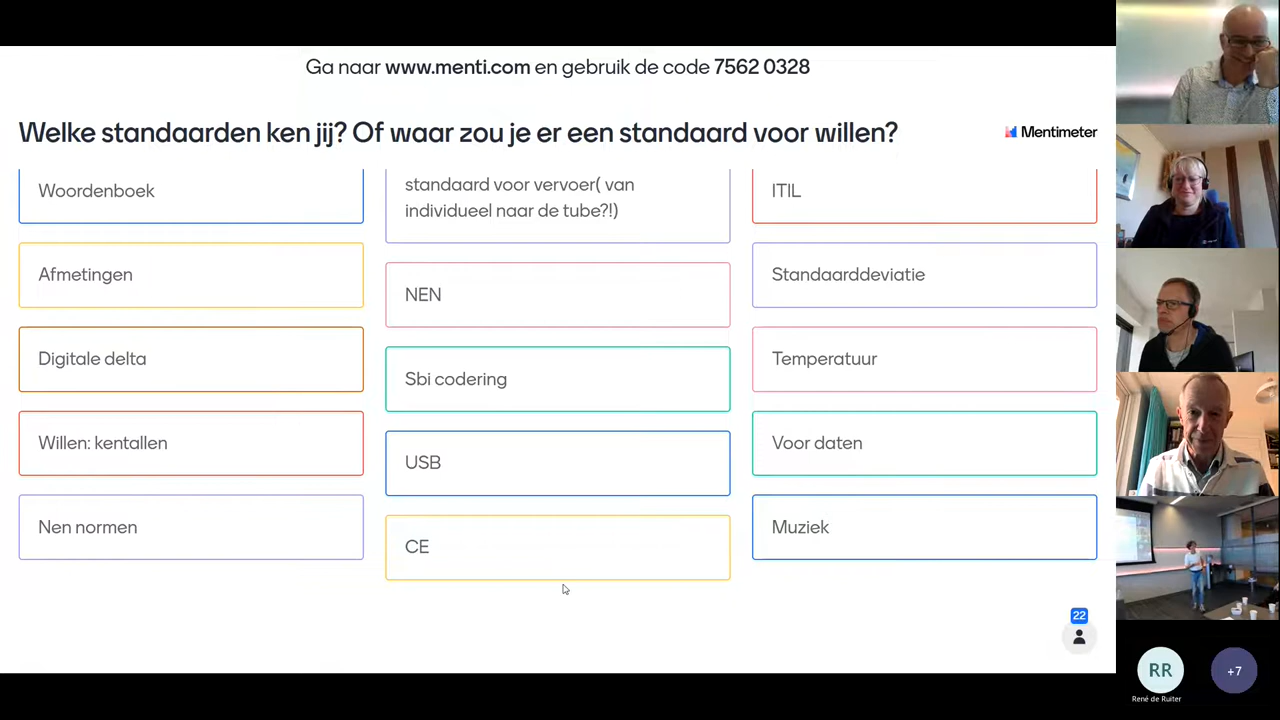 Ga naar www.menti.com en gebruik de code 7562 0328
Welke standaarden ken jij? Of waar zou je er een standaard voor willen?
Mentimeter
Woordenboek
Afmetingen
Digitale delta
Willen: kentallen
Nen normen
standaard voor vervoer( van
individueel naar de tube?!)
NEN
Sbi codering
USB
CE
ITIL
Standaarddeviatie
Temperatuur
Voor daten
Muziek
22
RR
René de Ruiter
+7